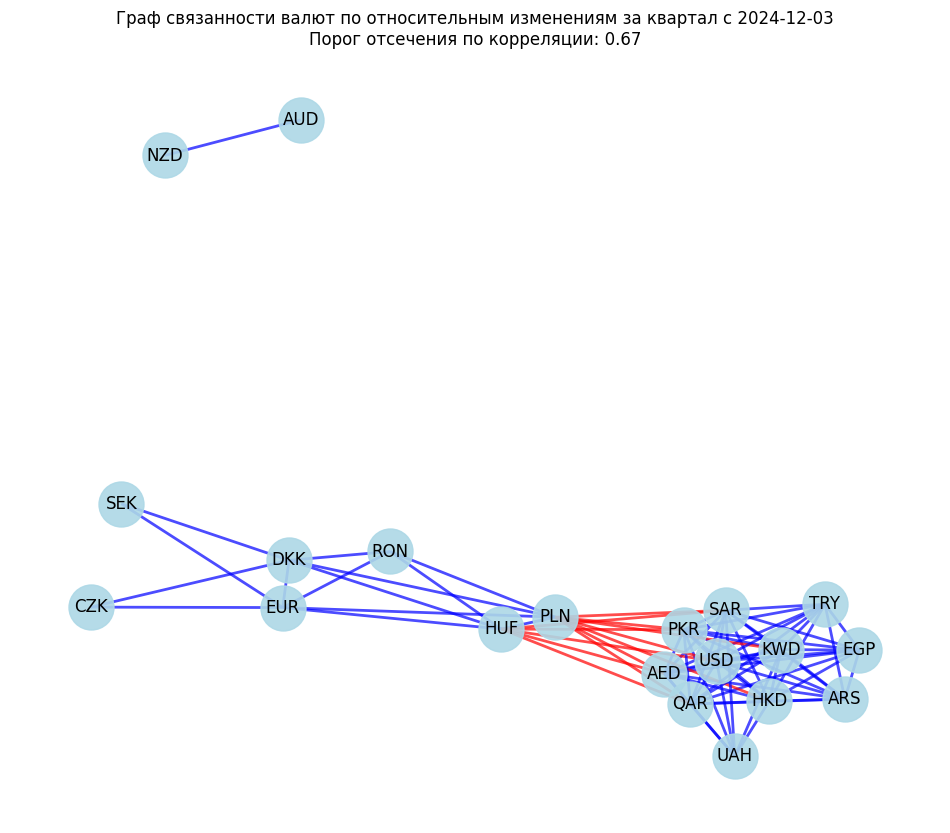 Граф связанности валют по относительным изменениям за квартал с 2024-12-03
Порог отсечения по корреляции: 0.67
AUD
NZD
SEK
RON
DKK
CZK
EUR
HUF
PLN
SAR
TRY
PKR
USD
KWD
EGP
AED
QAR
HKD
ARS
UAH